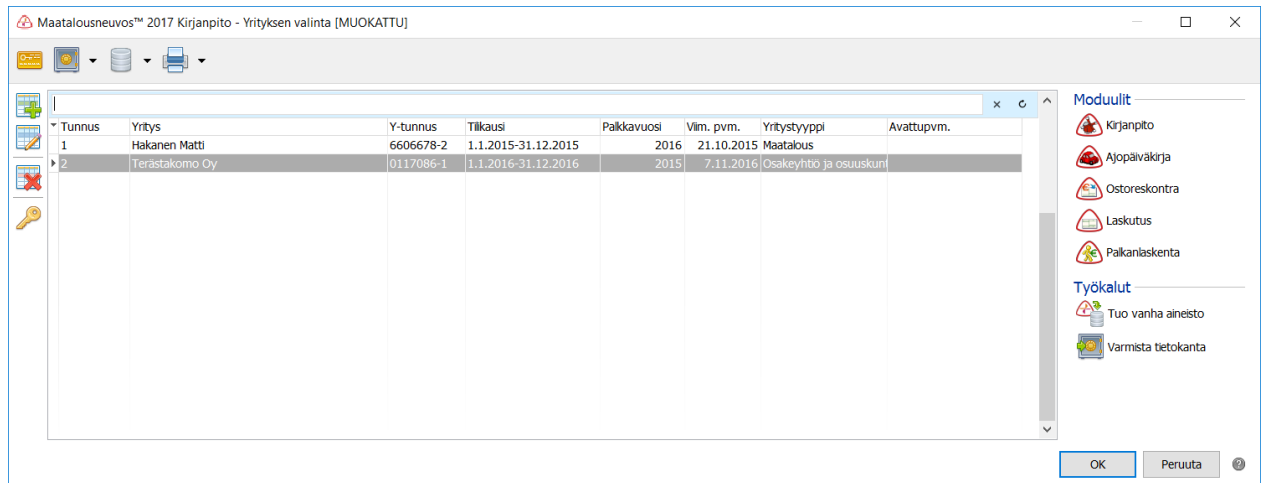 Maatalousneuvos™ 2017 Kirjanpito - Yrityksen valinta [MUOKATTU]
Tunnus Yritys Y-tunnus Tilikausi Palkkavuosi Viim. pvm. Yritystyyppi Avattupvm.
1 Hakanen Matti 6606678-2 1.1.2015-31.12.2015 2016 21.10.2015 Maatalous
2 Terästakomo Oy 0117086-1 1.1.2016-31.12.2016 2015 7.11.2016 Osakeyhtiö ja osuuskunt
Moduulit
Kirjanpito
Ajopäiväkirja
Ostoreskontra
Laskutus
Palkanlaskenta
Työkalut
Tuo vanha aineisto
Varmista tietokanta
OK Peruuta